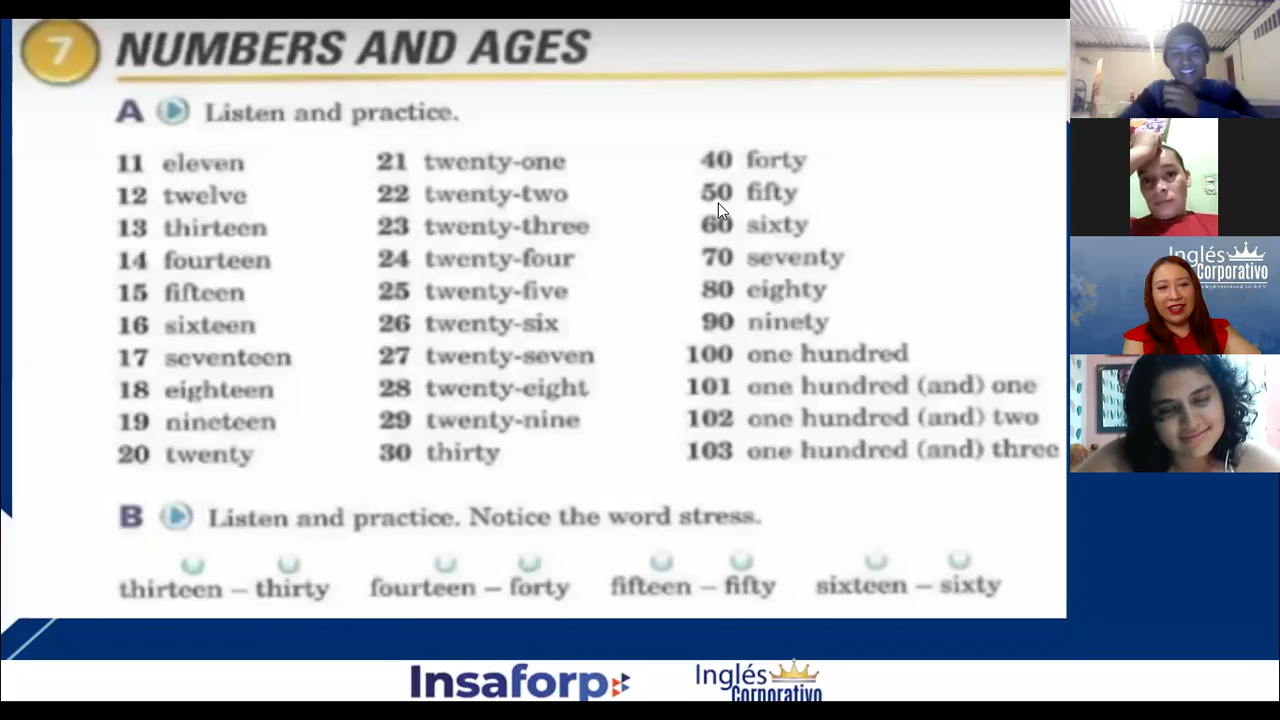 7 NUMBERS AND AGES
A Listen and practice.
11 eleven
12 twelve
13 thirteen
14 fourteen
15 fifteen
16 sixteen
17 seventeen
18 eighteen
19 nineteen
20 twenty
21 twenty-one
22 twenty-two
23 twenty-three
24 twenty-four
25 twenty-five
26 twenty-six
27 twenty-seven
28 twenty-eight
29 twenty-nine
30 thirty
40 forty
50 fifty
60 sixty
70 seventy
80 eighty
90 ninety
100 one hundred
101 one hundred (and) one
102 one hundred (and) two
103 one hundred (and) three
B Listen and practice. Notice the word stress.
thirteen – thirty fourteen – forty fifteen – fifty sixteen – sixty
Insaforp
Inglés
Corporativo
Inglés
Corporativo